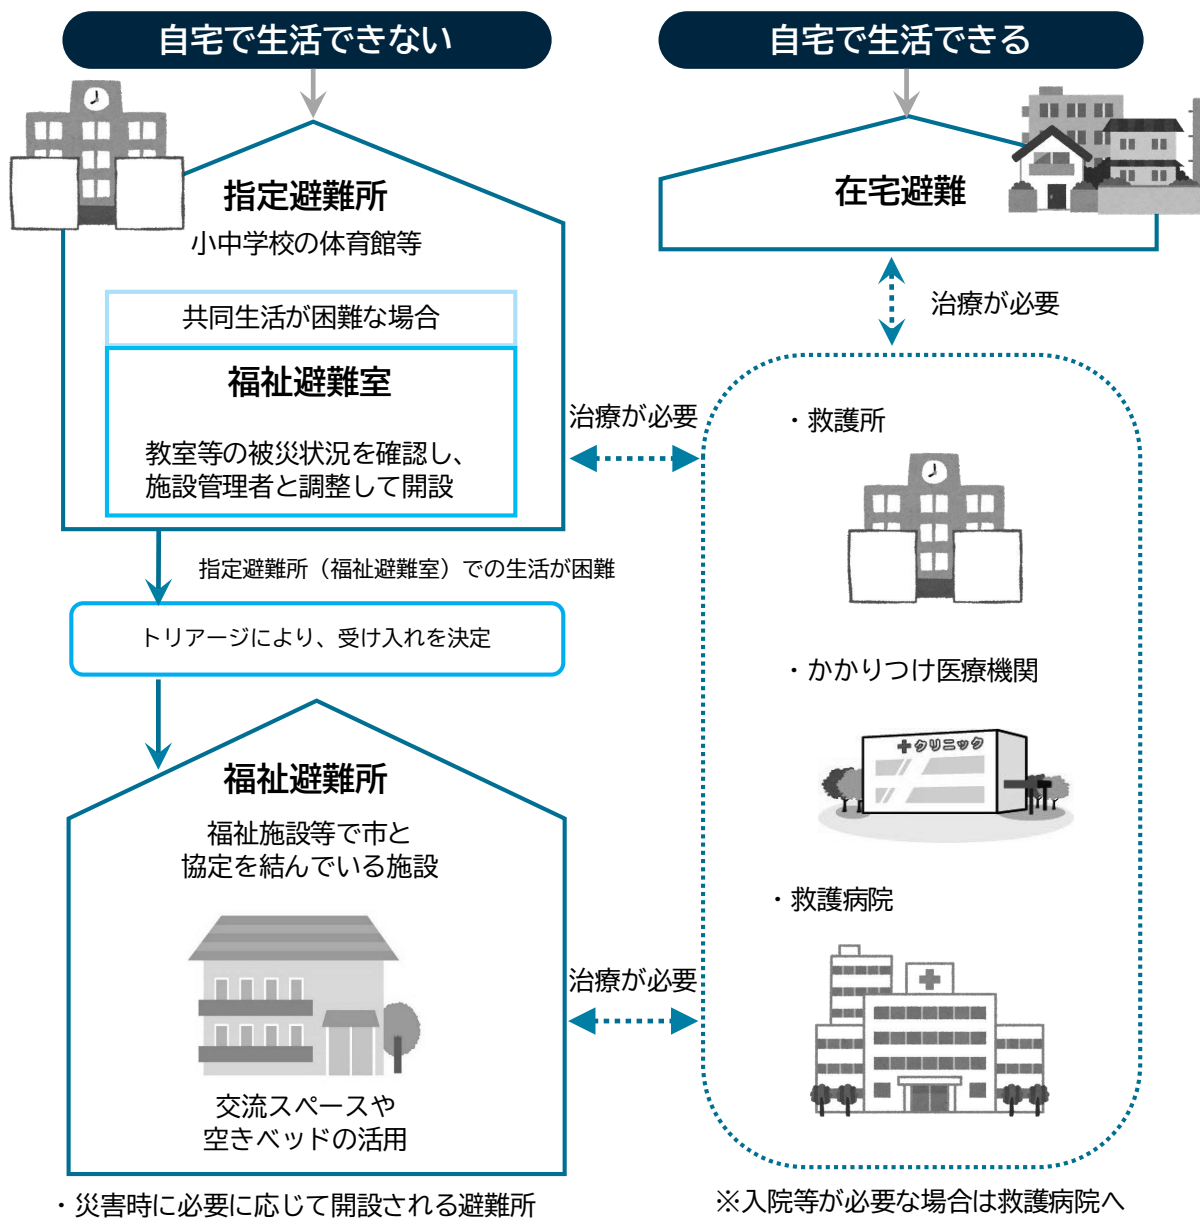 自宅で生活できない
指定避難所
小中学校の体育館等
共同生活が困難な場合
福祉避難室
教室等の被災状況を確認し、
施設管理者と調整して開設
指定避難所（福祉避難室）での生活が困難
トリアージにより、受け入れを決定
福祉避難所
福祉施設等で市と
協定を結んでいる施設
交流スペースや
空きベッドの活用
・災害時に必要に応じて開設される避難所
治療が必要
治療が必要
自宅で生活できる
在宅避難
治療が必要
・救護所
・かかりつけ医療機関
クリニック
・救護病院
※入院等が必要な場合は救護病院へ